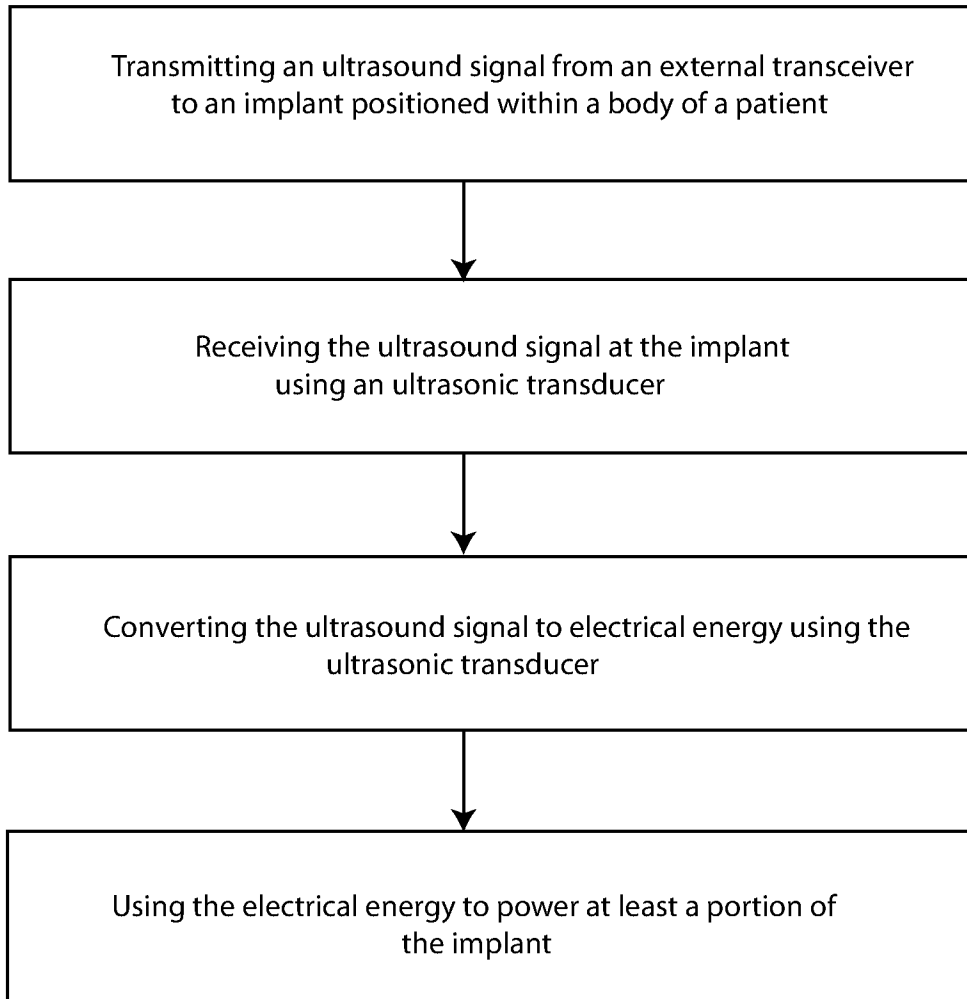 Transmitting an ultrasound signal from an external transceiver
to an implant positioned within a body of a patient
Receiving the ultrasound signal at the implant
using an ultrasonic transducer
Converting the ultrasound signal to electrical energy using the
ultrasonic transducer
Using the electrical energy to power at least a portion of
the implant